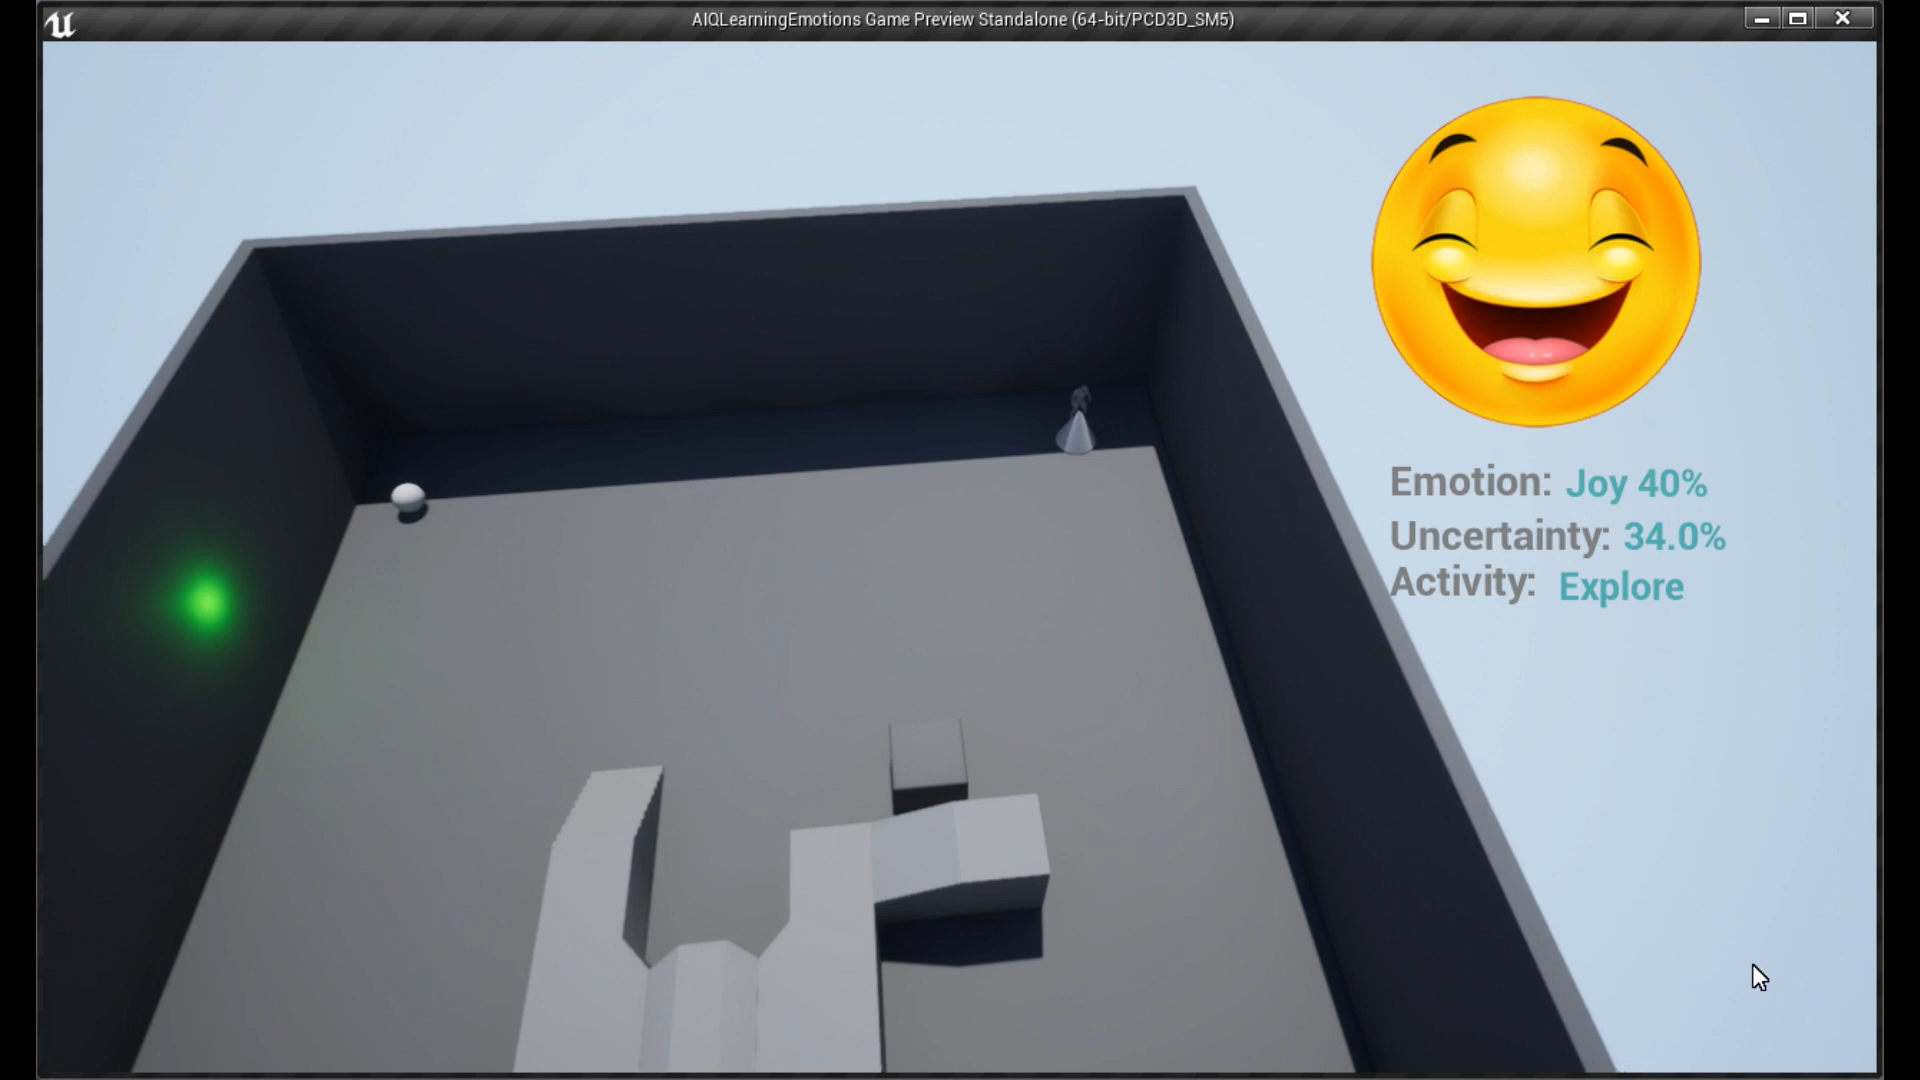 AIQLearningEmotions Game Preview Standalone (64-bit/PCD3D_SM5)
Emotion: Joy 40%
Uncertainty: 34.0%
Activity: Explore